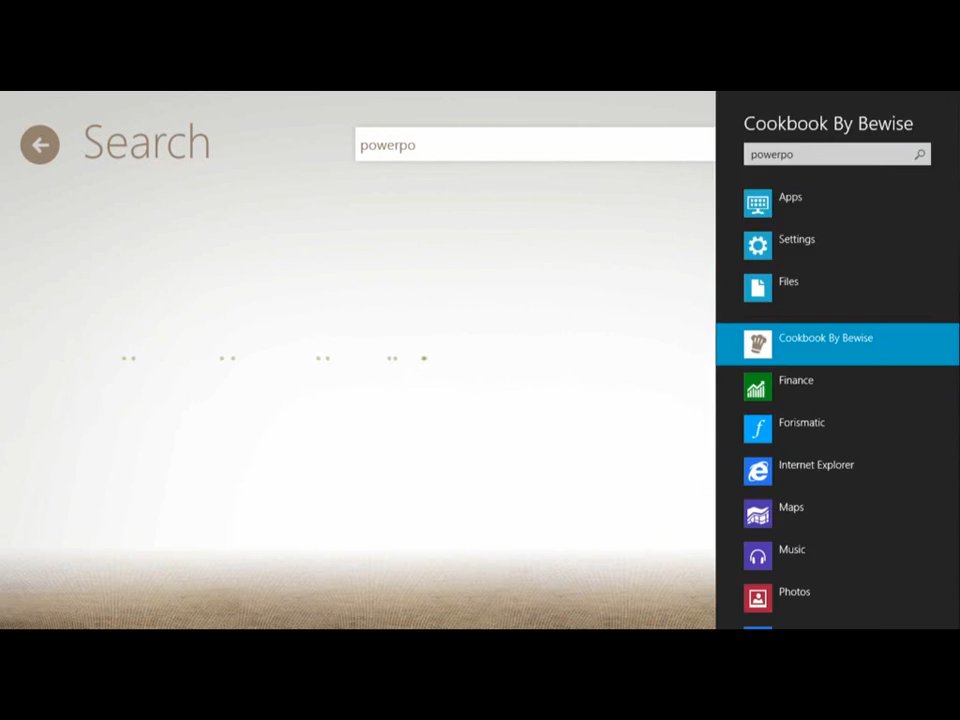 Search
powerpo
Cookbook By Bewise
powerpo
Apps
Settings
Files
Cookbook By Bewise
Finance
Forismatic
Internet Explorer
Maps
Music
Photos